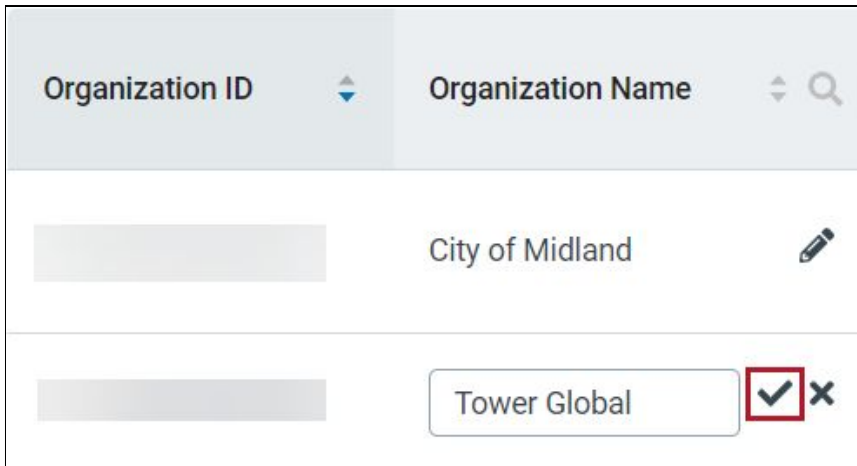 Organization ID
Organization Name
City of Midland
Tower Global